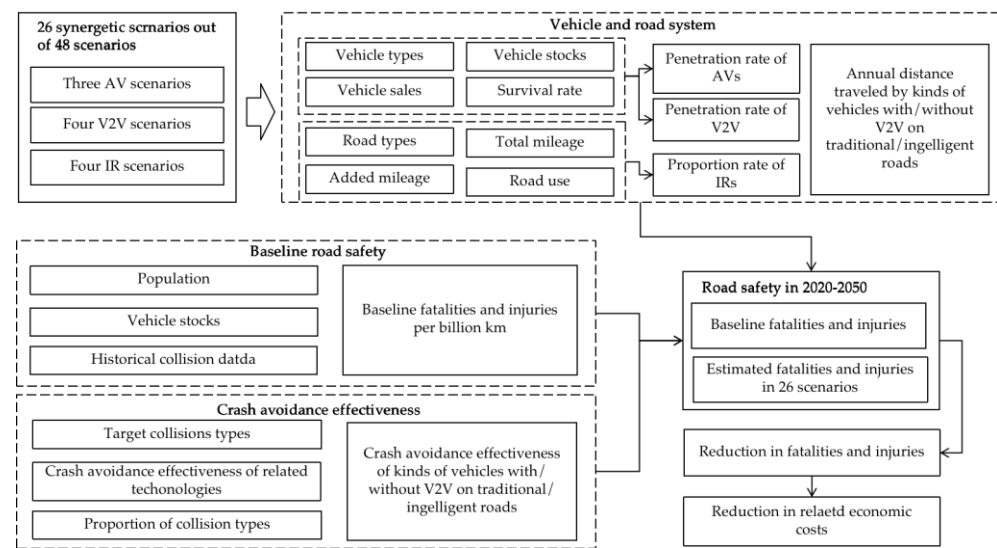 26 synergetic scrnarios out
of 48 scenarios
Three AV scenarios
Four V2V scenarios
Four IR scenarios
Vehicle and road system
Vehicle types
Vehicle stocks
Vehicle sales
Survival rate
Road types
Total mileage
Added mileage
Road use
Penetration rate of
AVs
Penetration rate of
V2V
Proportion rate of
IRs
Annual distance
traveled by kinds of
vehicles with/without
V2V on
traditional/ingelligent
roads
Baseline road safety
Population
Vehicle stocks
Historical collision datda
Baseline fatalities and injuries
per billion km
Crash avoidance effectiveness
Target collisions types
Crash avoidance effectiveness of related
techonologies
Proportion of collision types
Crash avoidance effectiveness
of kinds of vehicles with/
without V2V on traditional/
ingelligent roads
Road safety in 2020-2050
Baseline fatalities and injuries
Estimated fatalities and injuries
in 26 scenarios
Reduction in fatalities and injuries
Reduction in relaetd economic
costs